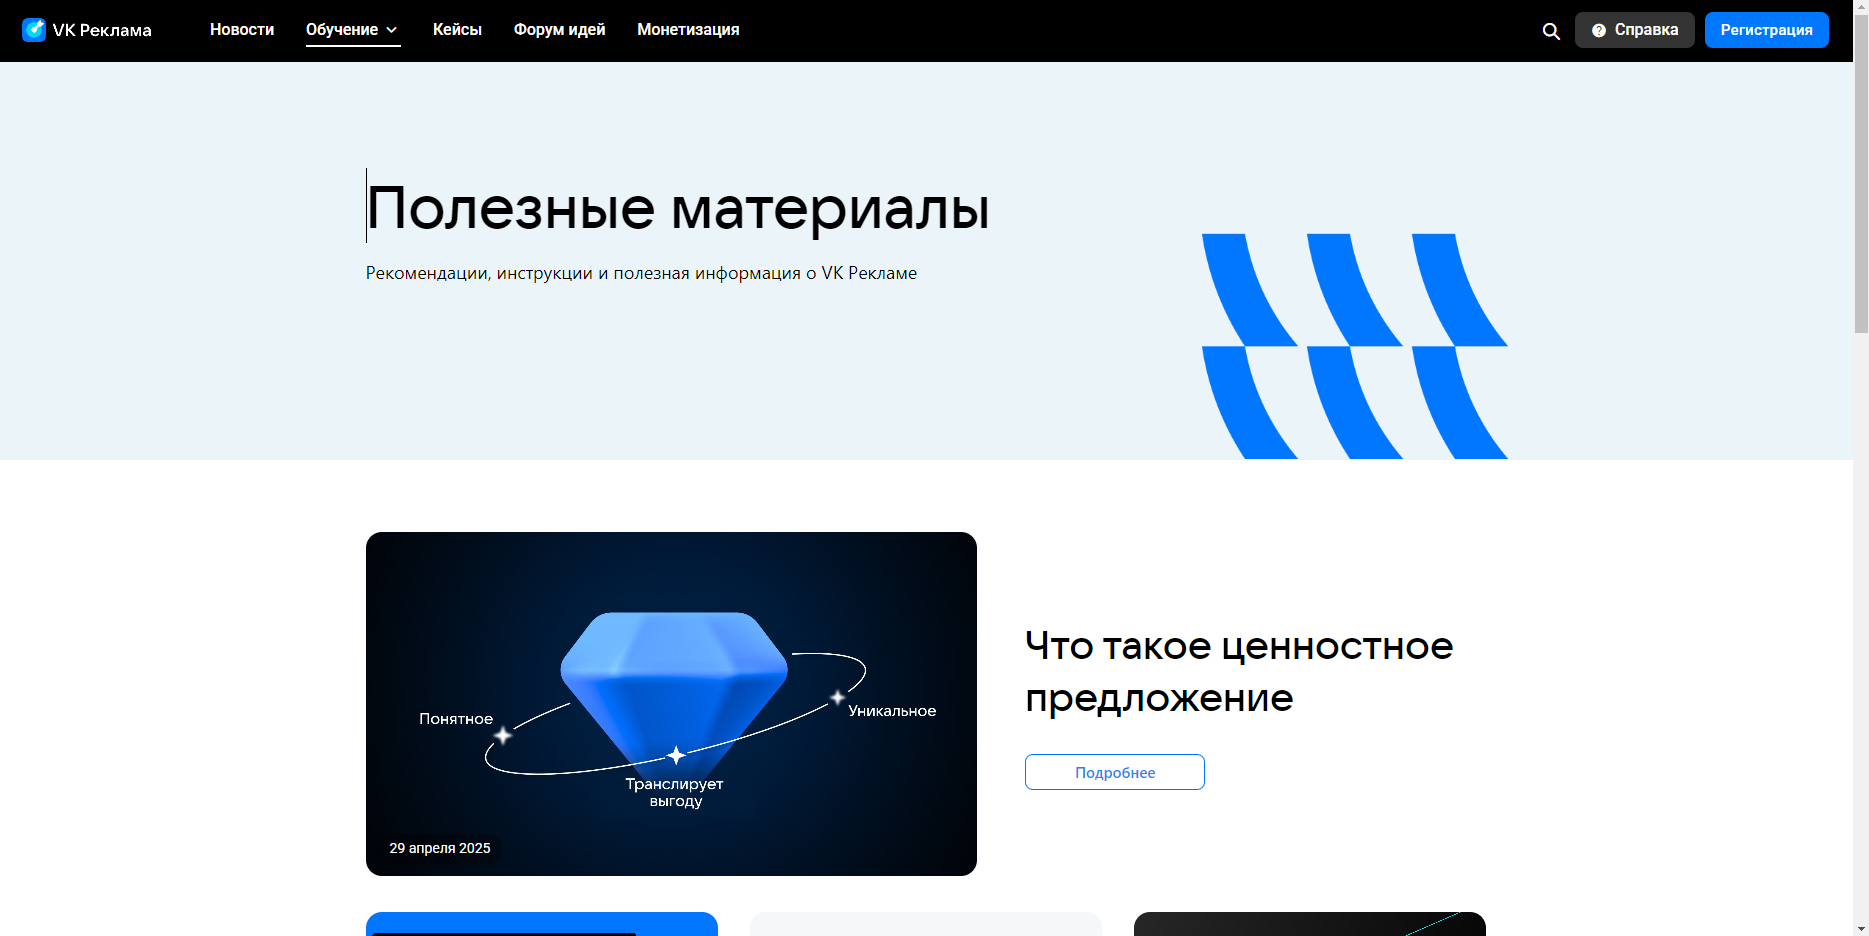 VK Реклама
Новости
Обучение
Кейсы
Форум идей
Монетизация
Справка
Регистрация
Полезные материалы
Рекомендации, инструкции и полезная информация о VK Рекламе
Понятное
Уникальное
Транслирует
выгоду
29 апреля 2025
Что такое ценностное
предложение
Подробнее